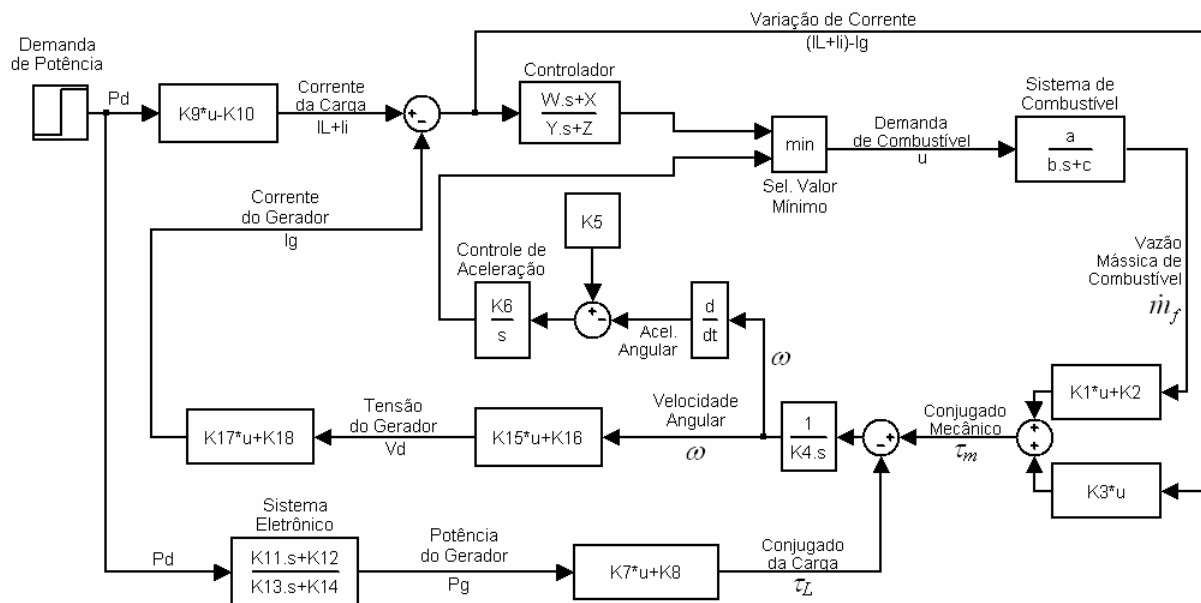 Variação de Corrente
(IL+Ii)-Ig
Demanda
de Potência
Pd
K9*u-K10
Corrente
da Carga
IL+Ii
+
-
Controlador
W.s+X
Y.s+Z
min
Sel. Valor
Mínimo
Demanda
de Combustível
u
Sistema de
Combustível
a
b.s+c
Corrente
do Gerador
Ig
K5
Controle de
Aceleração
K6
s
+
-
Acel.
Angular
d
dt
ω
Vazão
Mássica de
Combustível
ṁf
K1*u+K2
K17*u+K18
Tensão
do Gerador
Vd
K15*u+K16
Velocidade
Angular
ω
1
K4.s
-
+
Conjugado
Mecânico
τm
+
+
K3*u
Pd
Sistema
Eletrônico
K11.s+K12
K13.s+K14
Potência
do Gerador
Pg
K7*u+K8
Conjugado
da Carga
τL